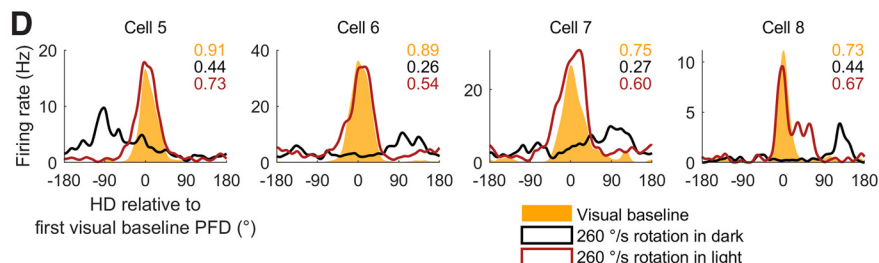 D
Cell 5
Cell 6
Cell 7
Cell 8
Firing rate (Hz)
20
10
0
0.91
0.44
0.73
-180 -90 0 90 180
40
20
0
0.89
0.26
0.54
-180 -90 0 90 180
20
0
0.75
0.27
0.60
-180 -90 0 90 180
10
5
0
0.73
0.44
0.67
-180 -90 0 90 180
HD relative to
first visual baseline PFD (°)
Visual baseline
260 °/s rotation in dark
260 °/s rotation in light